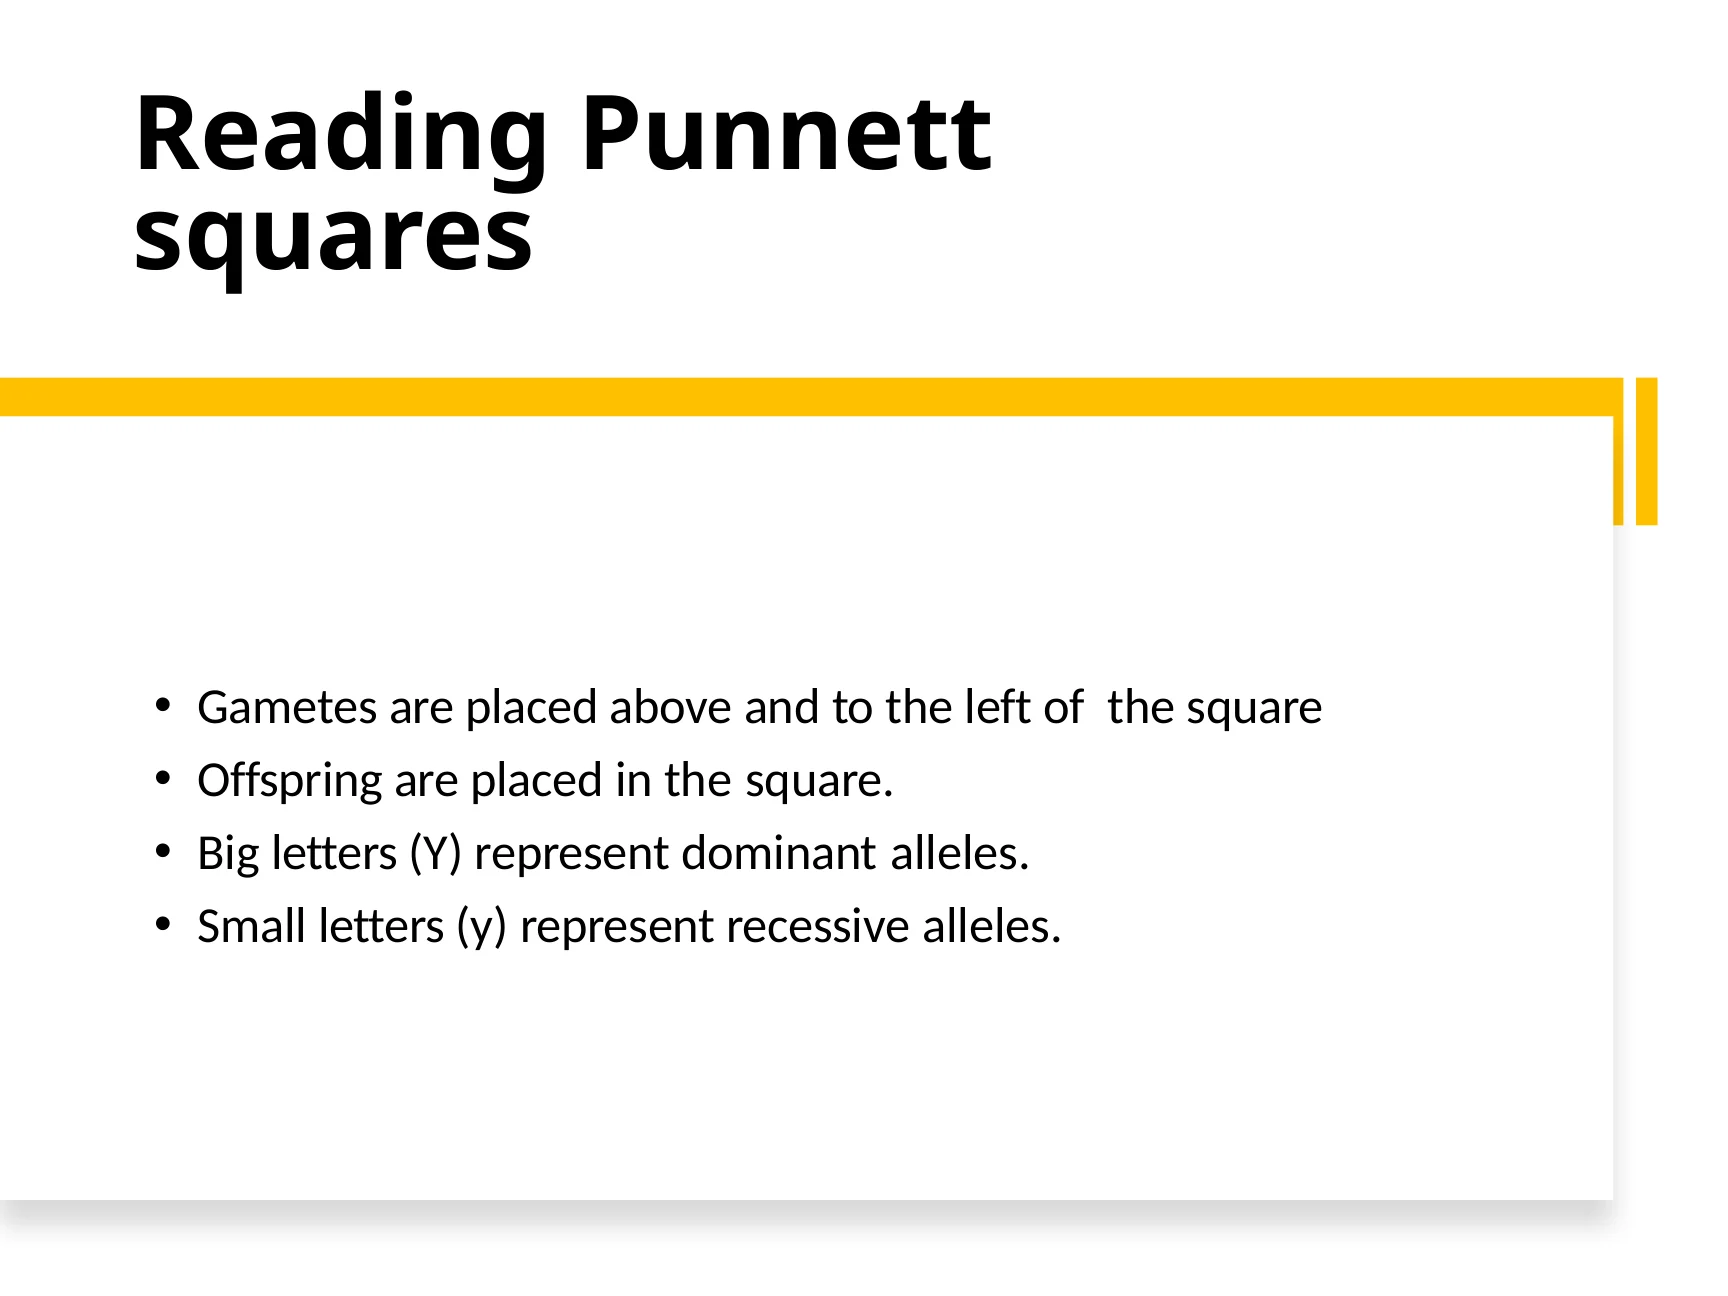 Reading Punnett
squares
• Gametes are placed above and to the left of  the square
• Offspring are placed in the square.
• Big letters (Y) represent dominant alleles.
• Small letters (y) represent recessive alleles.